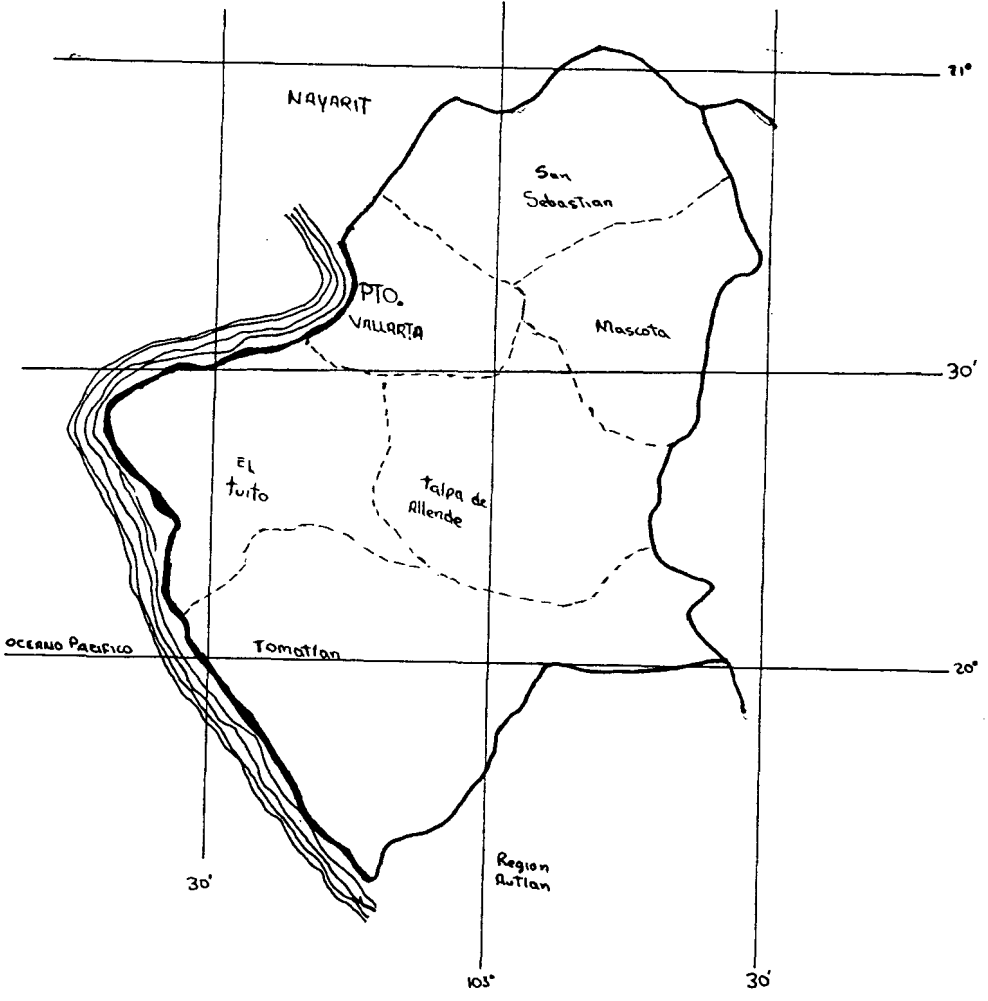 21°
NAYARIT
San
Sebastian
PTO.
VALLARTA
Mascota
30'
EL
tuito
talpa de
Allende
OCEANO PACIFICO
Tomatlan
20°
Region
Autlan
30'
105°
30'